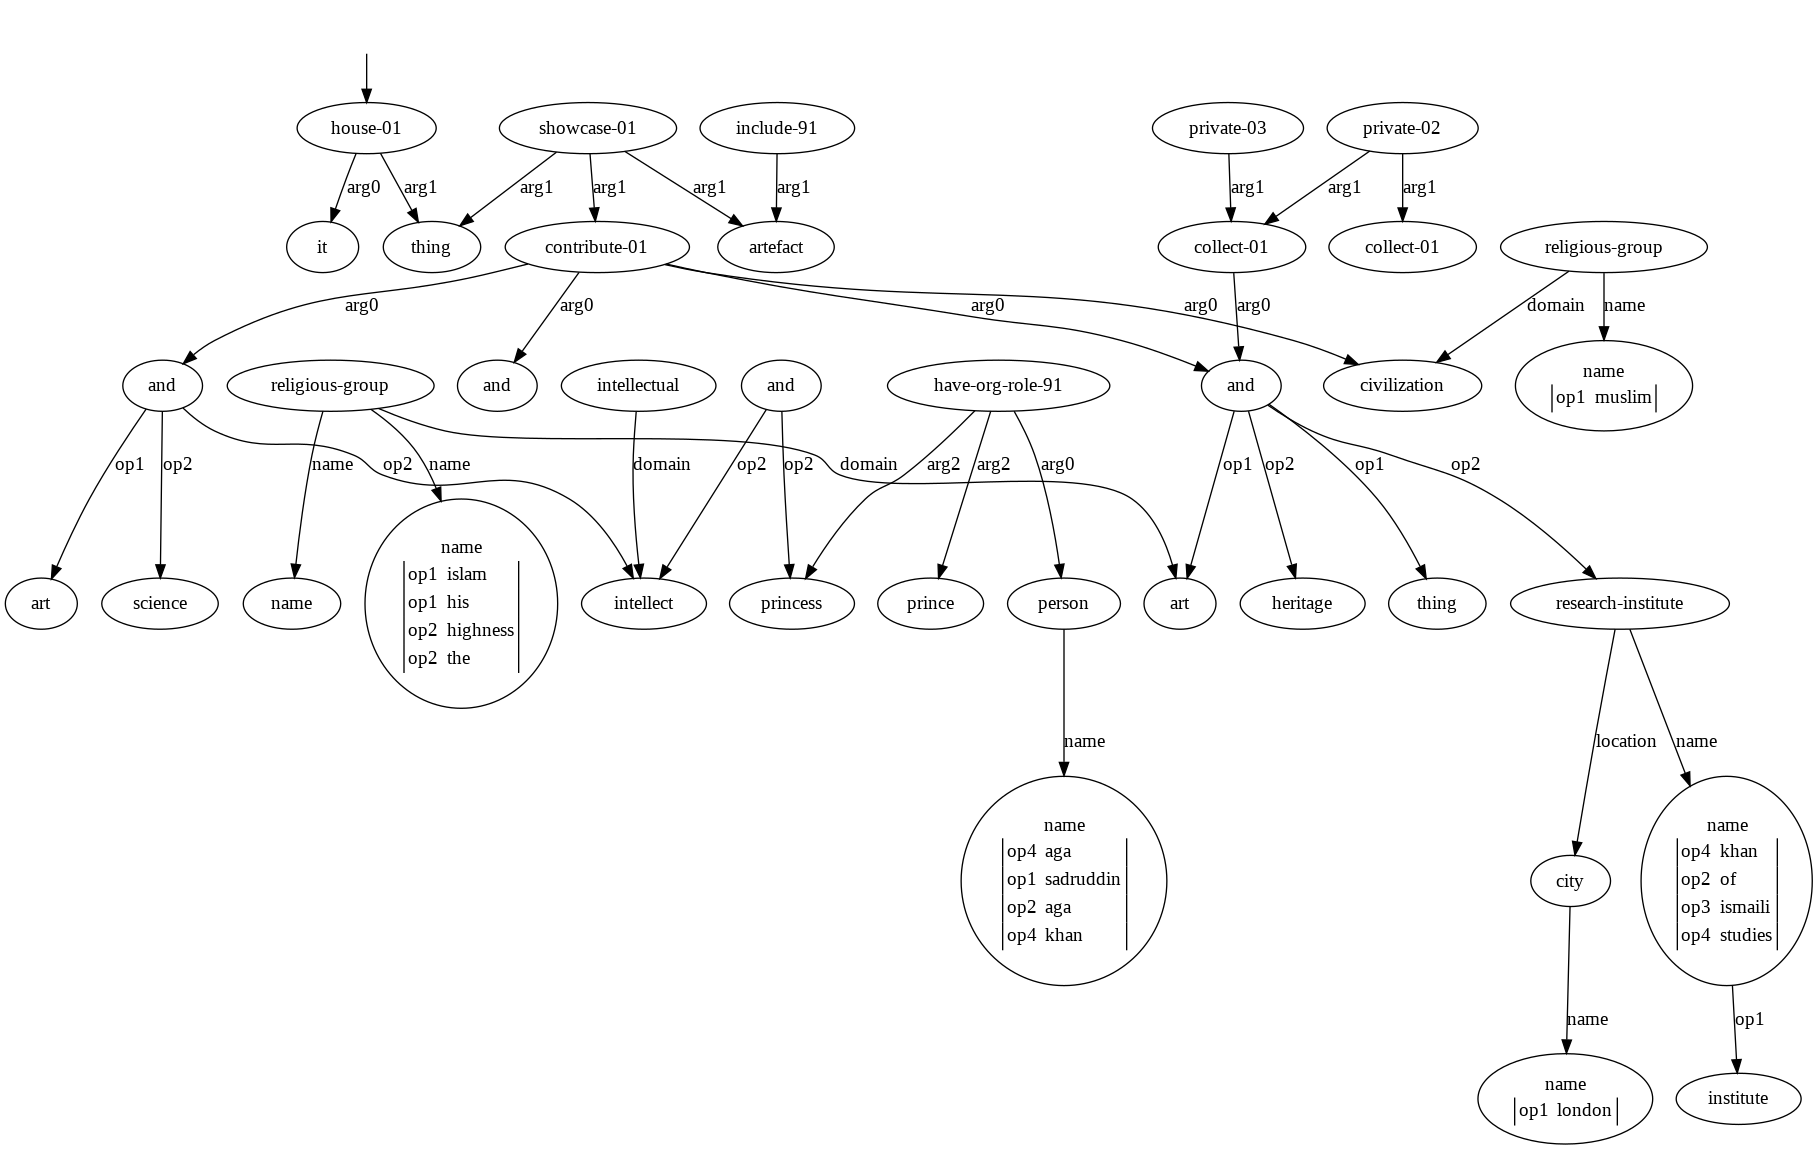 house-01
showcase-01
include-91
private-03
private-02
arg0
arg1
arg1
arg1
arg1
arg1
arg1
arg1
arg1
it
thing
contribute-01
artefact
collect-01
collect-01
religious-group
arg0
arg0
arg0
arg0
arg0
domain
name
and
religious-group
and
intellectual
and
have-org-role-91
and
civilization
name
op1 muslim
op1
op2
name
op2
name
domain
op2
op2
domain
arg2
arg2
arg0
op1
op2
op1
op2
art
science
name
name
op1 islam
op1 his
op2 highness
op2 the
intellect
princess
prince
person
art
heritage
thing
research-institute
name
location
name
name
op4 aga
op1 sadruddin
op2 aga
op4 khan
city
name
op4 khan
op2 of
op3 ismaili
op4 studies
name
op1
name
op1 london
institute